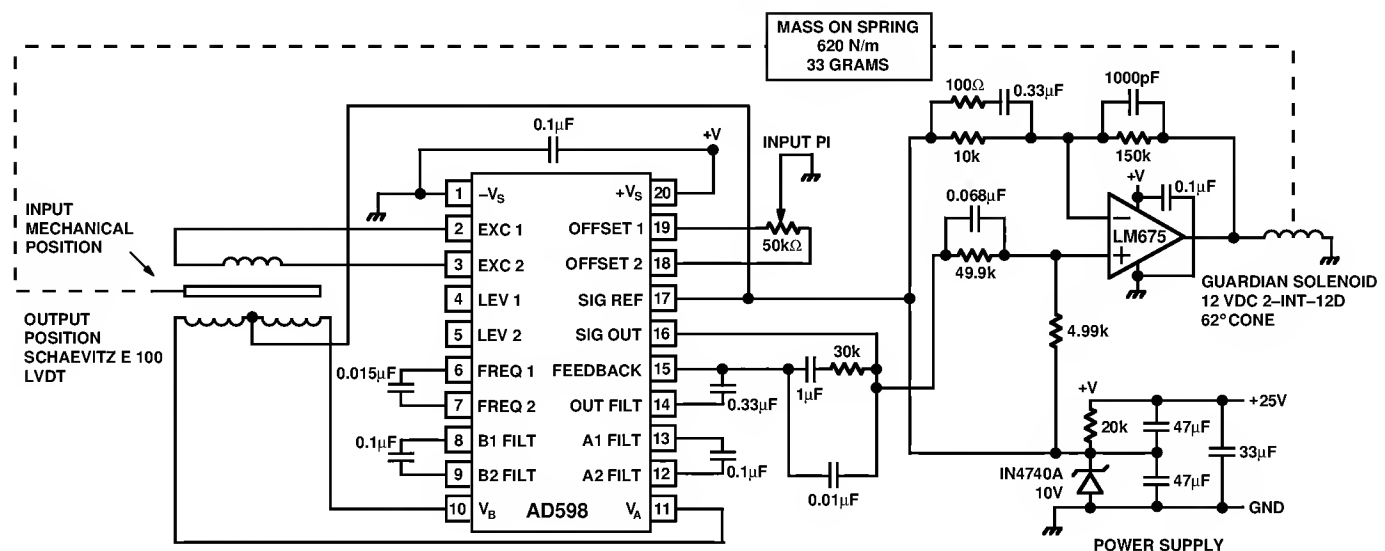 MASS ON SPRING
620 N/m
33 GRAMS
100Ω
0.33µF
1000pF
10k
150k
0.1µF
+V
INPUT PI
50kΩ
1
–VS
+VS
20
2
EXC 1
OFFSET 1
19
3
EXC 2
OFFSET 2
18
4
LEV 1
SIG REF
17
5
LEV 2
SIG OUT
16
6
FREQ 1
FEEDBACK
15
7
FREQ 2
OUT FILT
14
8
B1 FILT
A1 FILT
13
9
B2 FILT
A2 FILT
12
10
VB
AD598
VA
11
INPUT
MECHANICAL
POSITION
OUTPUT
POSITION
SCHAEVITZ E 100
LVDT
0.015µF
0.1µF
0.33µF
0.1µF
1µF
30k
0.01µF
0.068µF
49.9k
4.99k
+V
0.1µF
LM675
GUARDIAN SOLENOID
12 VDC 2–INT–12D
62°CONE
+V
+25V
20k
47µF
33µF
47µF
IN4740A
10V
GND
POWER SUPPLY